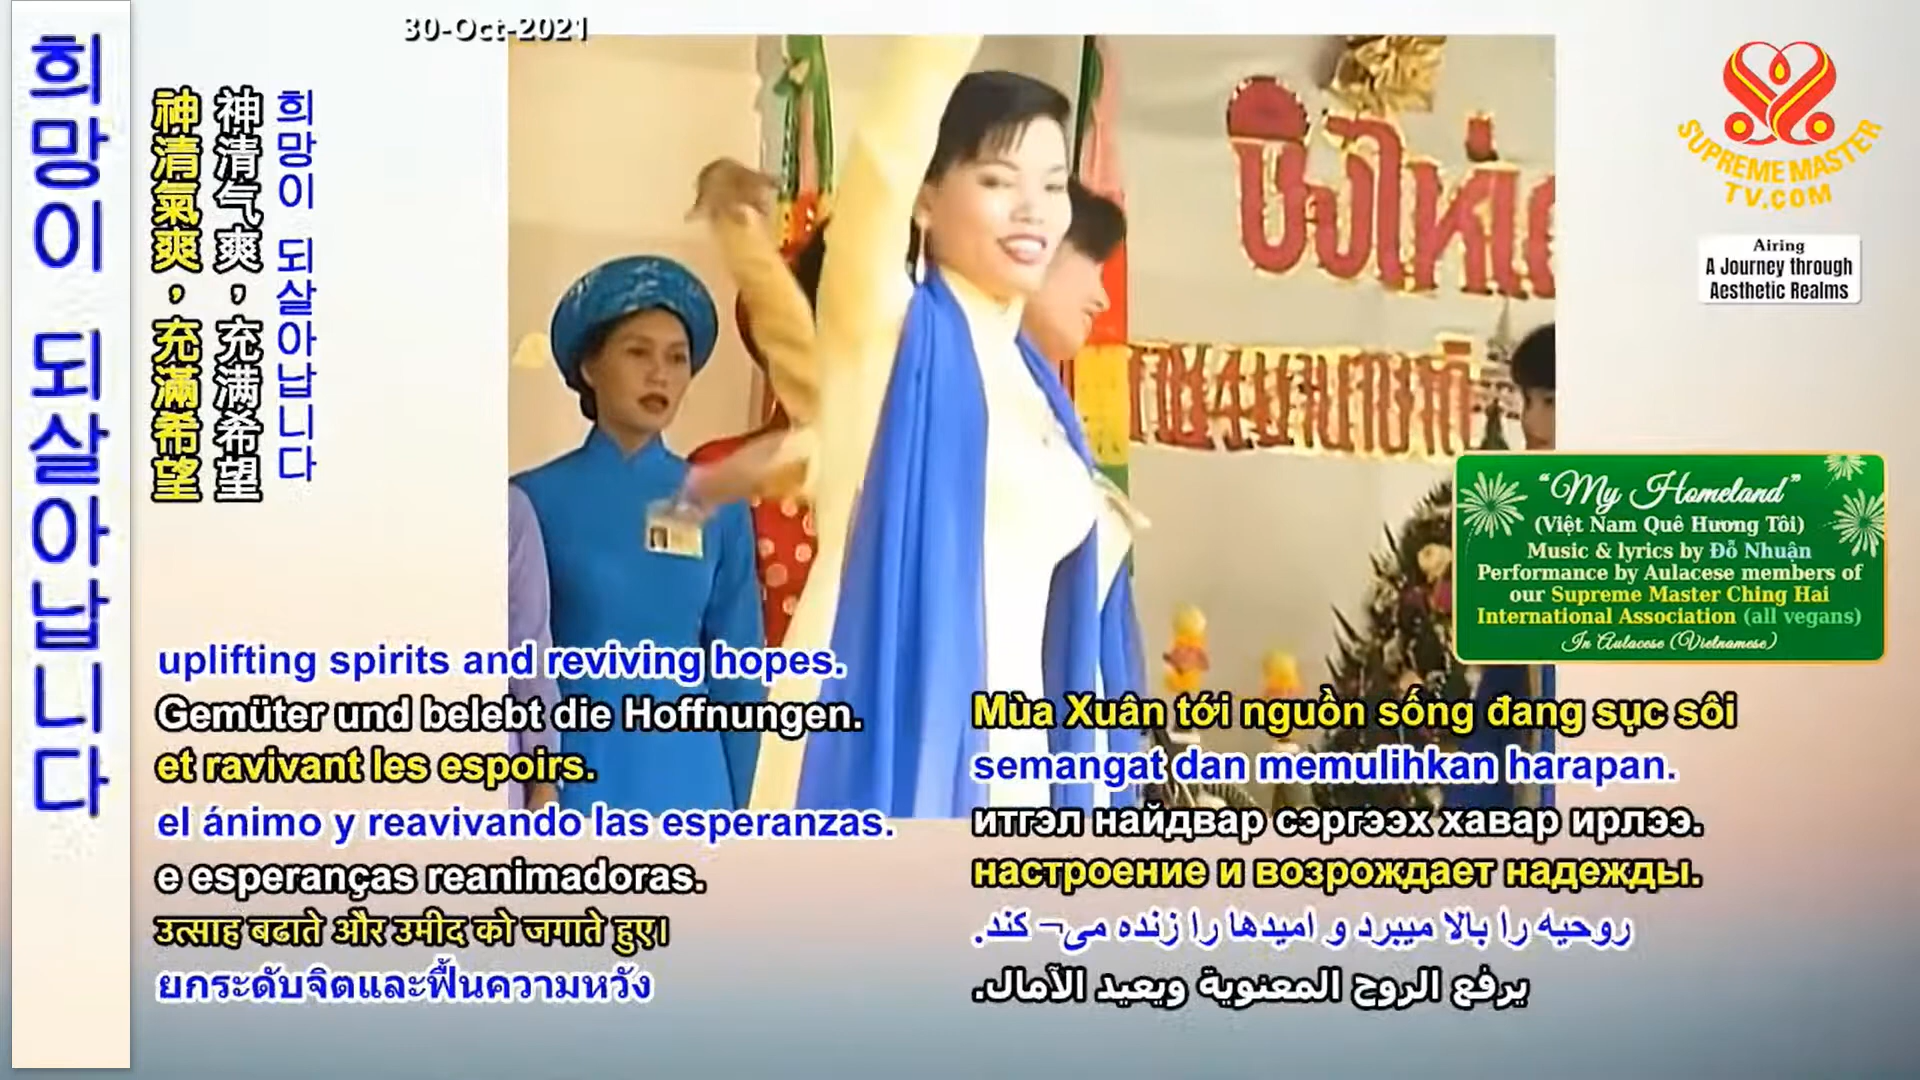 30-Oct-2021
희망이 되살아납니다
神清氣爽，充滿希望
神清气爽，充满希望
희망이 되살아납니다
SUPREME MASTER
TV.COM
Airing
A Journey through
Aesthetic Realms
“My Homeland”
(Việt Nam Quê Hương Tôi)
Music & lyrics by Đỗ Nhuận
Performance by Aulacese members of
our Supreme Master Ching Hai
International Association (all vegans)
In Aulacese (Vietnamese)
uplifting spirits and reviving hopes.
Gemüter und belebt die Hoffnungen.
et ravivant les espoirs.
el ánimo y reavivando las esperanzas.
e esperanças reanimadoras.
उत्साह बढाते और उमीद को जगाते हुए।
ยกระดับจิตและฟื้นความหวัง
Mùa Xuân tới nguồn sống đang sục sôi
semangat dan memulihkan harapan.
итгэл найдвар сэргээх хавар ирлээ.
настроение и возрождает надежды.
روحیه را بالا میبرد و امیدها را زنده می¬ کند.
يرفع الروح المعنوية ويعيد الآمال.